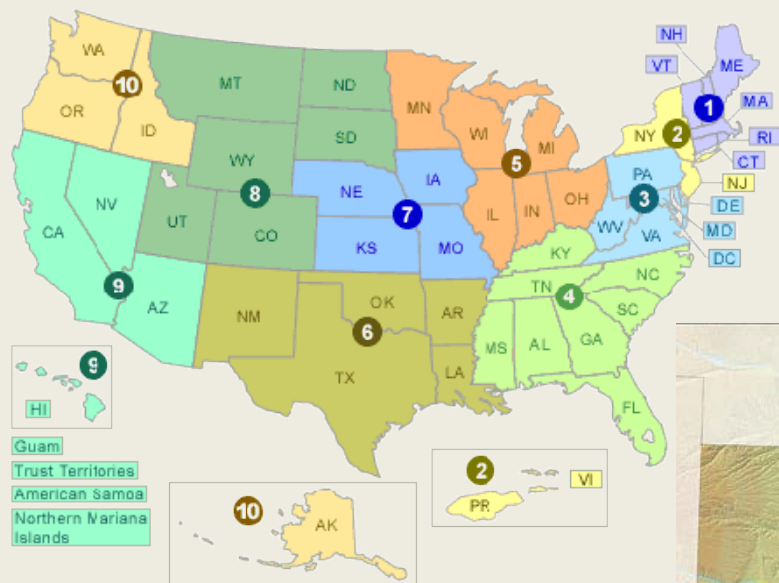 NH
WA
VT
ME
MT
ND
10
MN
1
MA
OR
ID
WI
MI
NY
2
RI
SD
5
CT
WY
PA
NJ
8
NE
IA
3
DE
NV
IL
IN
OH
WV
MD
CA
UT
CO
7
VA
KS
MO
DC
KY
9
NC
AZ
TN
4
OK
SC
NM
AR
6
MS
AL
GA
9
TX
LA
HI
FL
Guam
2
Trust Territories
VI
American Samoa
PR
10
Northern Mariana
AK
Islands